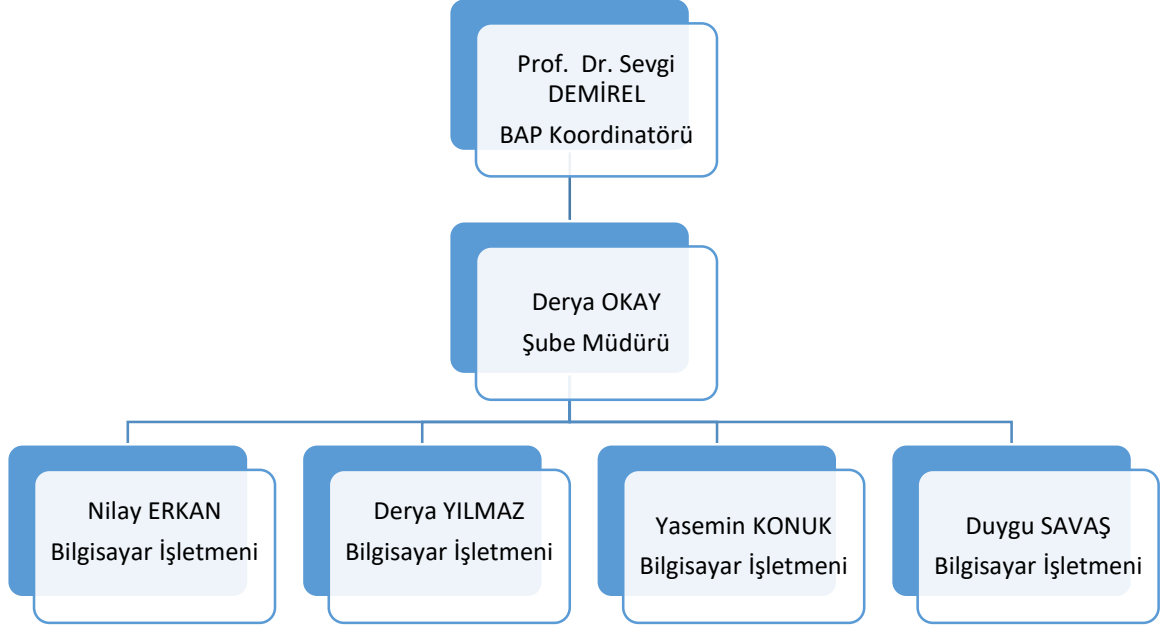 Prof. Dr. Sevgi
DEMİREL
BAP Koordinatörü
Derya OKAY
Şube Müdürü
Nilay ERKAN
Bilgisayar İşletmeni
Derya YILMAZ
Bilgisayar İşletmeni
Yasemin KONUK
Bilgisayar İşletmeni
Duygu SAVAŞ
Bilgisayar İşletmeni